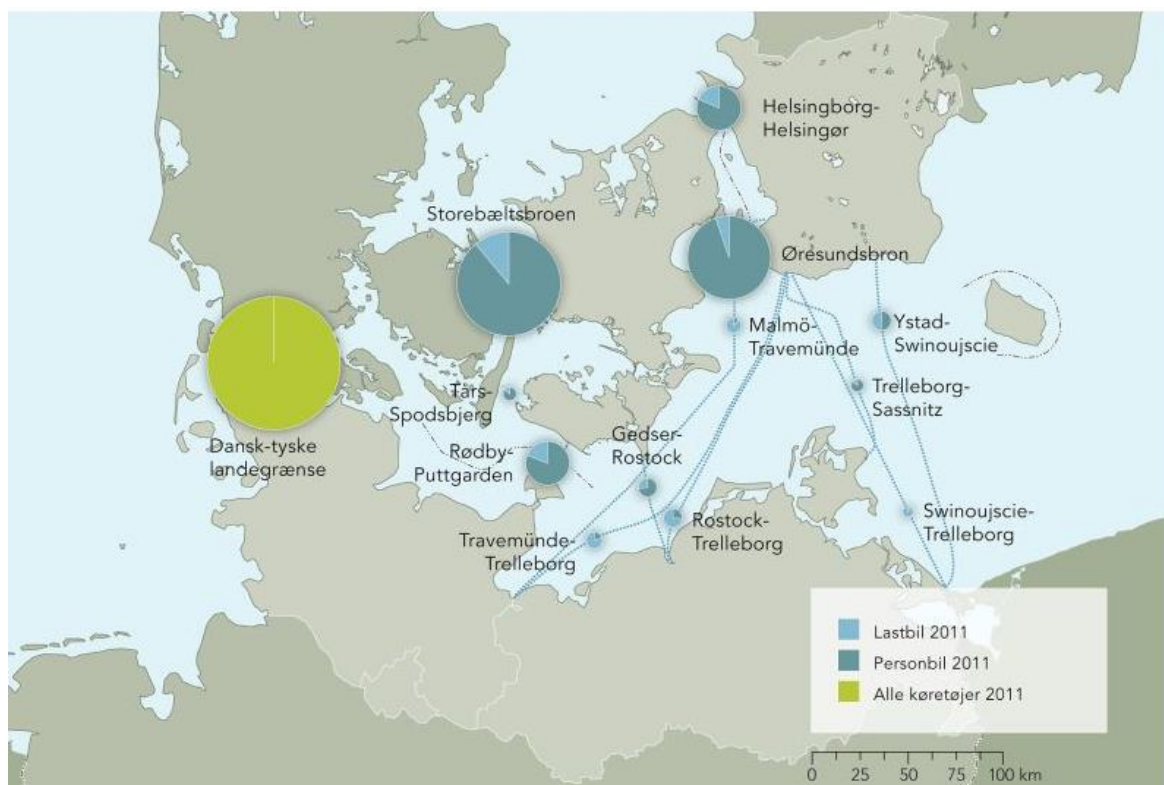 Helsingborg-
Helsingør
Storebæltsbroen
Øresundsbron
Malmö-
Travemünde
Ystad-
Swinoujscie
Trelleborg-
Sassnitz
Tårs-
Spodsbjerg
Gedser-
Rostock
Dansk-tyske
landegrænse
Rødby-
Puttgarden
Travemünde-
Trelleborg
Rostock-
Trelleborg
Swinoujscie-
Trelleborg
Lastbil 2011
Personbil 2011
Alle køretøjer 2011
0 25 50 75 100 km